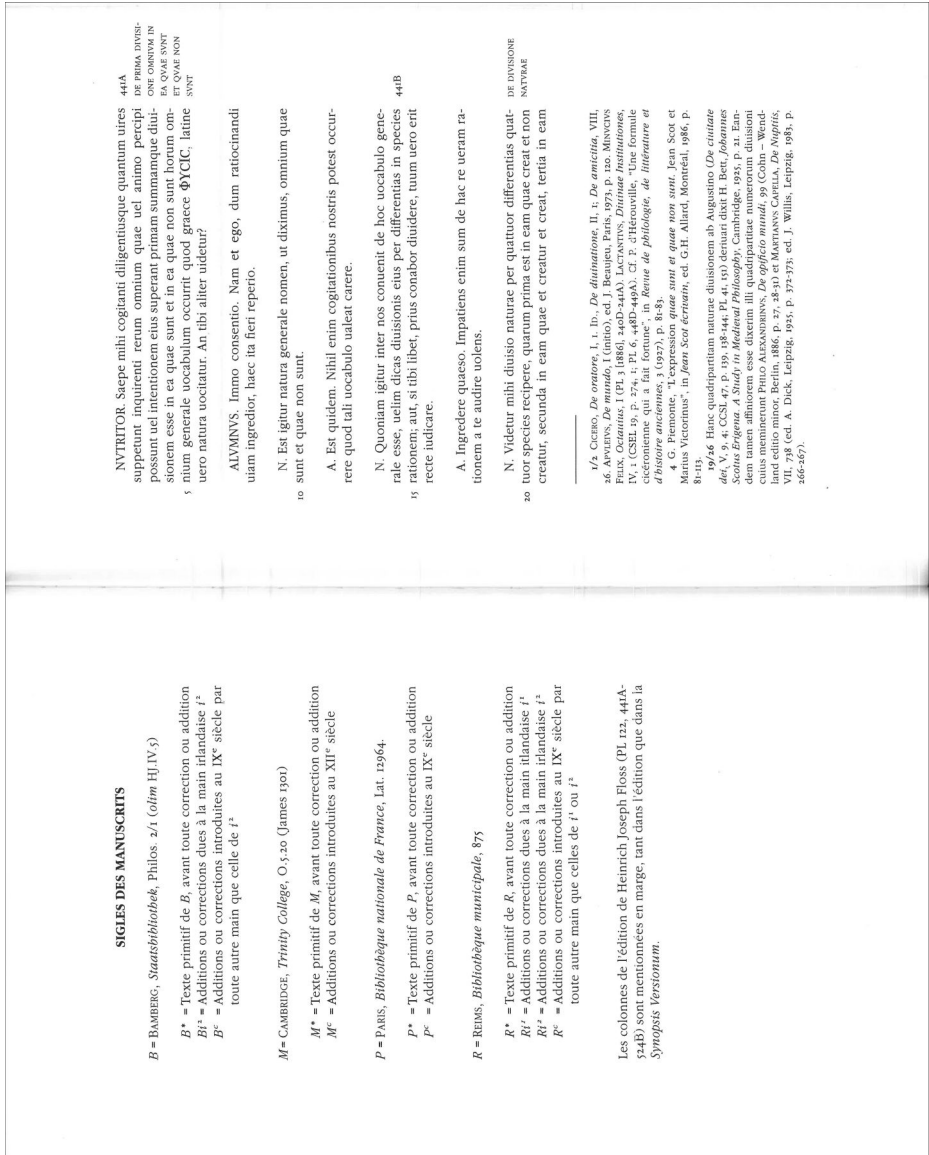 SIGLES DES MANUSCRITS
B = BAMBERG, Staatsbibliothek, Philos. 2/1 (olim HJ.IV.5)
B* = Texte primitif de B, avant toute correction ou addition
Bi² = Additions ou corrections dues à la main irlandaise i²
Bᶜ = Additions ou corrections introduites au IXᵉ siècle par
toute autre main que celle de i²
M = CAMBRIDGE, Trinity College, O.5.20 (James 1301)
M* = Texte primitif de M, avant toute correction ou addition
Mᶜ = Additions ou corrections introduites au XIIᵉ siècle
P = PARIS, Bibliothèque nationale de France, Lat. 12964.
P* = Texte primitif de P, avant toute correction ou addition
Pᶜ = Additions ou corrections introduites au IXᵉ siècle
R = REIMS, Bibliothèque municipale, 875
R* = Texte primitif de R, avant toute correction ou addition
Ri¹ = Additions ou corrections dues à la main irlandaise i¹
Ri² = Additions ou corrections dues à la main irlandaise i²
Rᶜ = Additions ou corrections introduites au IXᵉ siècle par
toute autre main que celles de i¹ ou i²
Les colonnes de l'édition de Heinrich Joseph Floss (PL 122, 441A-
524B) sont mentionnées en marge, tant dans l'édition que dans la
Synopsis Versionum.
NVTRITOR. Saepe mihi cogitanti diligentiusque quantum uires 441A
suppetunt inquirenti rerum omnium quae uel animo percipi DE PRIMA DIVISI-
possunt uel intentionem eius superant primam summamque diui- ONE OMNIVM IN
sionem esse in ea quae sunt et in ea quae non sunt horum om- EA QVAE SVNT
5 nium generale uocabulum occurrit quod graece ΦΥCIC, latine ET QVAE NON
uero natura uocitatur. An tibi aliter uidetur? SVNT
ALVMNVS. Immo consentio. Nam et ego, dum ratiocinandi
uiam ingredior, haec ita fieri reperio.
N. Est igitur natura generale nomen, ut diximus, omnium quae
10 sunt et quae non sunt.
A. Est quidem. Nihil enim cogitationibus nostris potest occur-
rere quod tali uocabulo ualeat carere.
N. Quoniam igitur inter nos conuenit de hoc uocabulo gene-
rale esse, uelim dicas diuisionis eius per differentias in species 441B
15 rationem; aut, si tibi libet, prius conabor diuidere, tuum uero erit
recte iudicare.
A. Ingredere quaeso. Impatiens enim sum de hac re ueram ra-
tionem a te audire uolens.
N. Videtur mihi diuisio naturae per quattuor differentias quat- DE DIVISIONE
20 tuor species recipere, quarum prima est in eam quae creat et non NATVRAE
creatur, secunda in eam quae et creatur et creat, tertia in eam
1/2 CICERO, De oratore, I, 1. ID., De diuinatione, II, 1; De amicitia, VIII,
26. APVLEIVS, De mundo, I (initio), ed. J. Beaujeu, Paris, 1973, p. 120. MINVCIVS
FELIX, Octauius, I (PL 3 [1886], 240D-241A). LACTANTIVS, Diuinae Institutiones,
IV, 1 (CSEL 19, p. 274, 1; PL 6, 448D-449A). Cf. P. d'Hérouville, "Une formule
cicéronienne qui a fait fortune", in Revue de philologie, de littérature et
d'histoire anciennes, 3 (1927), p. 81-83.
4 G. Piemonte, "L'expression quae sunt et quae non sunt. Jean Scot et
Marius Victorinus", in Jean Scot écrivain, ed. G.H. Allard, Montréal, 1986, p.
81-113.
19/26 Hanc quadripartitam naturae diuisionem ab Augustino (De ciuitate
dei, V, 9, 4; CCSL 47, p. 139, 138-144; PL 41, 151) deriuari dixit H. Bett, Johannes
Scotus Erigena. A Study in Medieval Philosophy, Cambridge, 1925, p. 21. Ean-
dem tamen affiniorem esse dixerim illi quadripartitae numerorum diuisioni
cuius meminerunt PHILO ALEXANDRINVS, De opificio mundi, 99 (Cohn – Wend-
land editio minor, Berlin, 1886, p. 27, 28-31) et MARTIANVS CAPELLA, De Nuptiis,
VII, 738 (ed. A. Dick, Leipzig, 1925, p. 372-373; ed. J. Willis, Leipzig, 1983, p.
266-267).